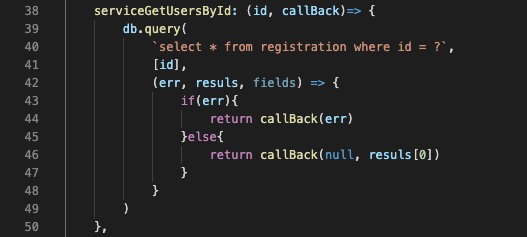 38 serviceGetUsersById: (id, callBack)=> {
39 db.query(
40 `select * from registration where id = ?`,
41 [id],
42 (err, resuls, fields) => {
43 if(err){
44 return callBack(err)
45 }else{
46 return callBack(null, resuls[0])
47 }
48 }
49 )
50 },